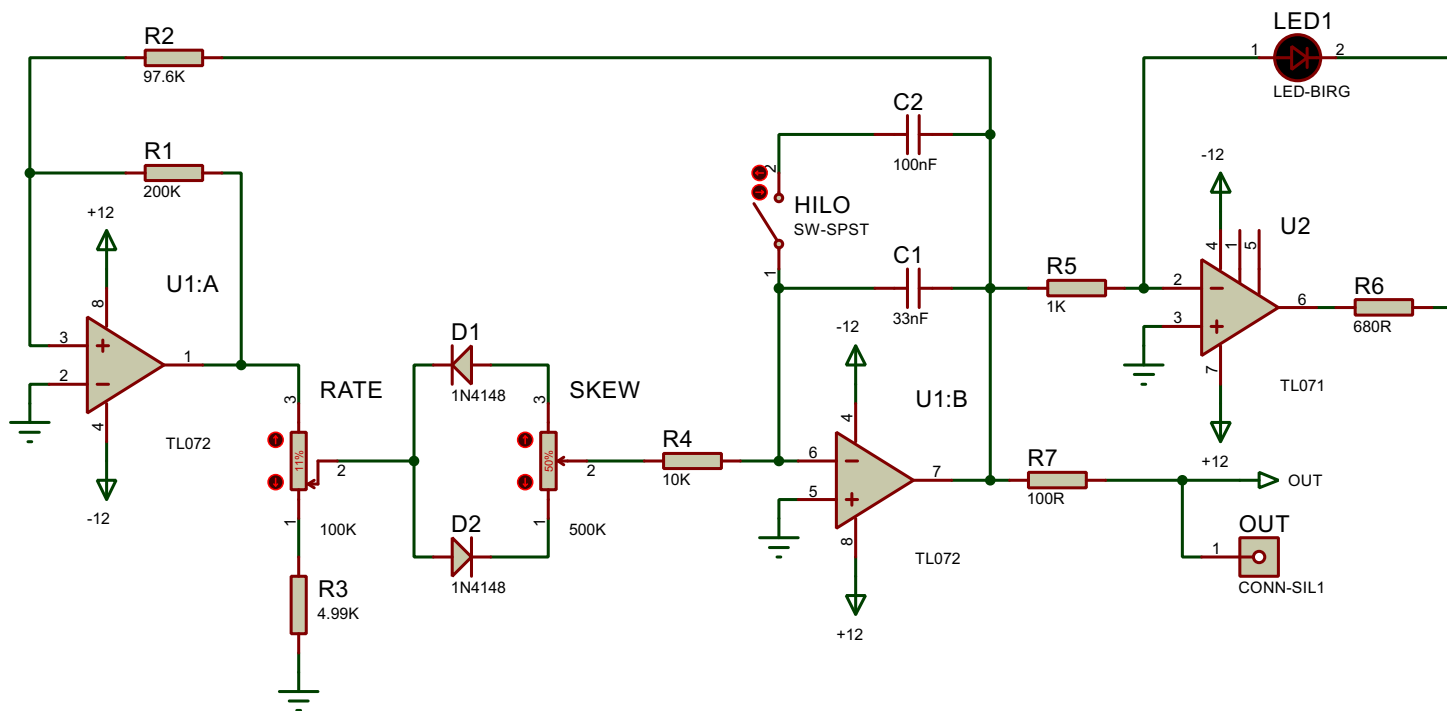 R2
97.6K
R1
200K
+12
8
U1:A
3
2
1
4
TL072
-12
3
RATE
11%
2
1
100K
R3
4.99K
D1
1N4148
D2
1N4148
3
SKEW
50%
2
1
500K
R4
10K
2
HILO
SW-SPST
1
C2
100nF
C1
33nF
-12
4
U1:B
6
5
7
8
TL072
+12
R5
1K
R7
100R
LED1
1
2
LED-BIRG
-12
4
1
5
U2
2
3
6
7
TL071
+12
R6
680R
OUT
OUT
1
CONN-SIL1